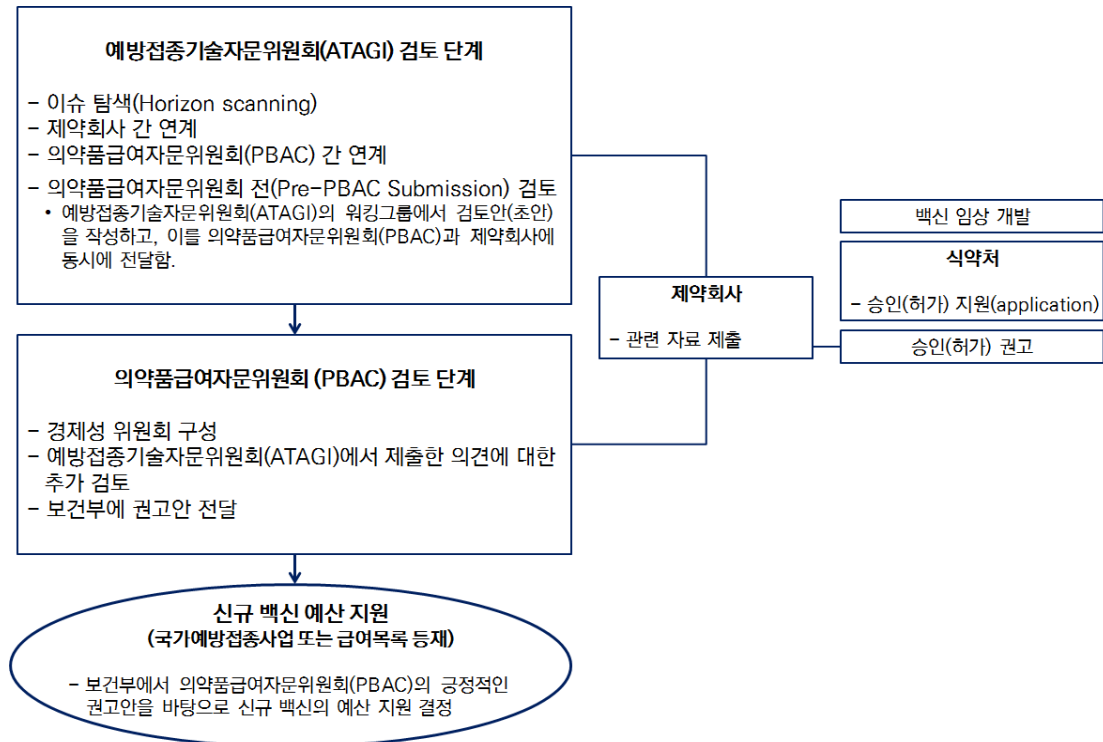 예방접종기술자문위원회(ATAGI) 검토 단계
- 이슈 탐색(Horizon scanning)
- 제약회사 간 연계
- 의약품급여자문위원회(PBAC) 간 연계
- 의약품급여자문위원회 전(Pre-PBAC Submission) 검토
• 예방접종기술자문위원회(ATAGI)의 워킹그룹에서 검토안(초안)
을 작성하고, 이를 의약품급여자문위원회(PBAC)과 제약회사에
동시에 전달함.
의약품급여자문위원회 (PBAC) 검토 단계
- 경제성 위원회 구성
- 예방접종기술자문위원회(ATAGI)에서 제출한 의견에 대한
추가 검토
- 보건부에 권고안 전달
신규 백신 예산 지원
(국가예방접종사업 또는 급여목록 등재)
- 보건부에서 의약품급여자문위원회(PBAC)의 긍정적인
권고안을 바탕으로 신규 백신의 예산 지원 결정
제약회사
- 관련 자료 제출
백신 임상 개발
식약처
- 승인(허가) 지원(application)
승인(허가) 권고